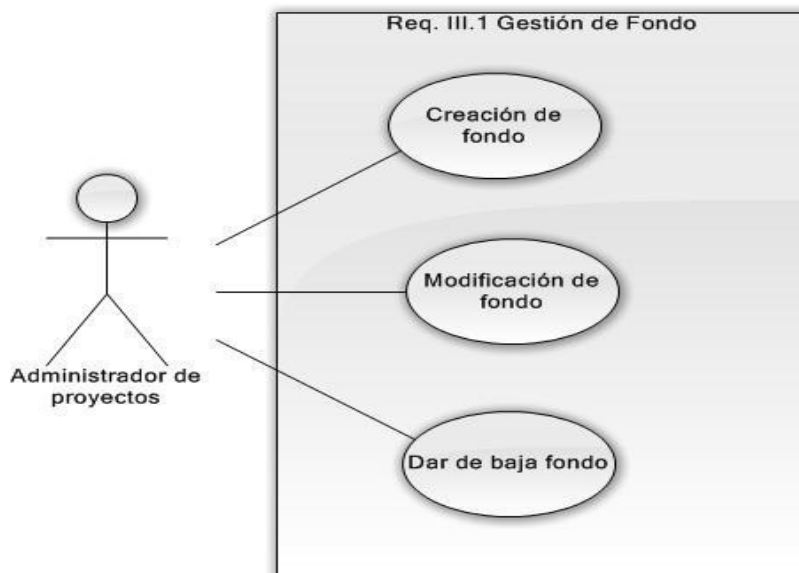 Req. III.1 Gestión de Fondo
Creación de
fondo
Modificación de
fondo
Administrador de
proyectos
Dar de baja fondo